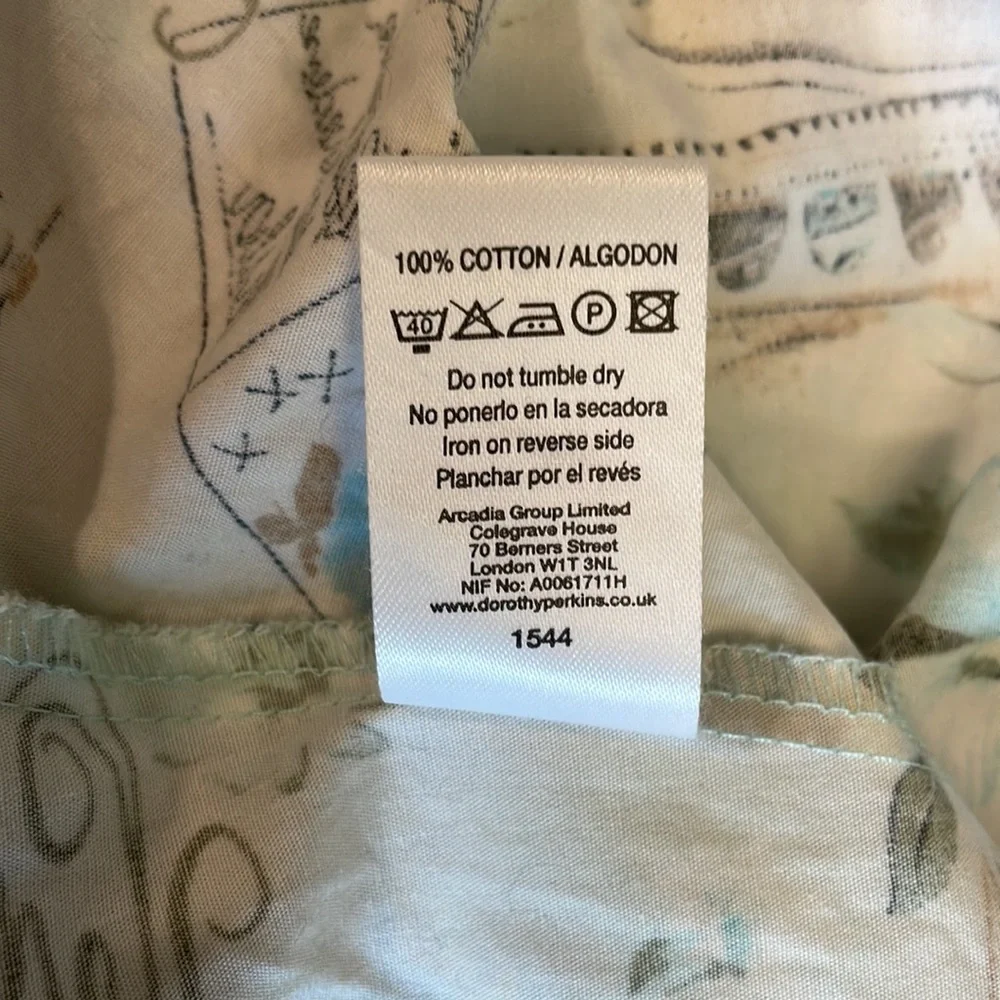 100% COTTON / ALGODON
40 P
Do not tumble dry
No ponerlo en la secadora
Iron on reverse side
Planchar por el revés
Arcadia Group Limited
Colegrave House
70 Berners Street
London W1T 3NL
NIF No: A0061711H
www.dorothyperkins.co.uk
1544